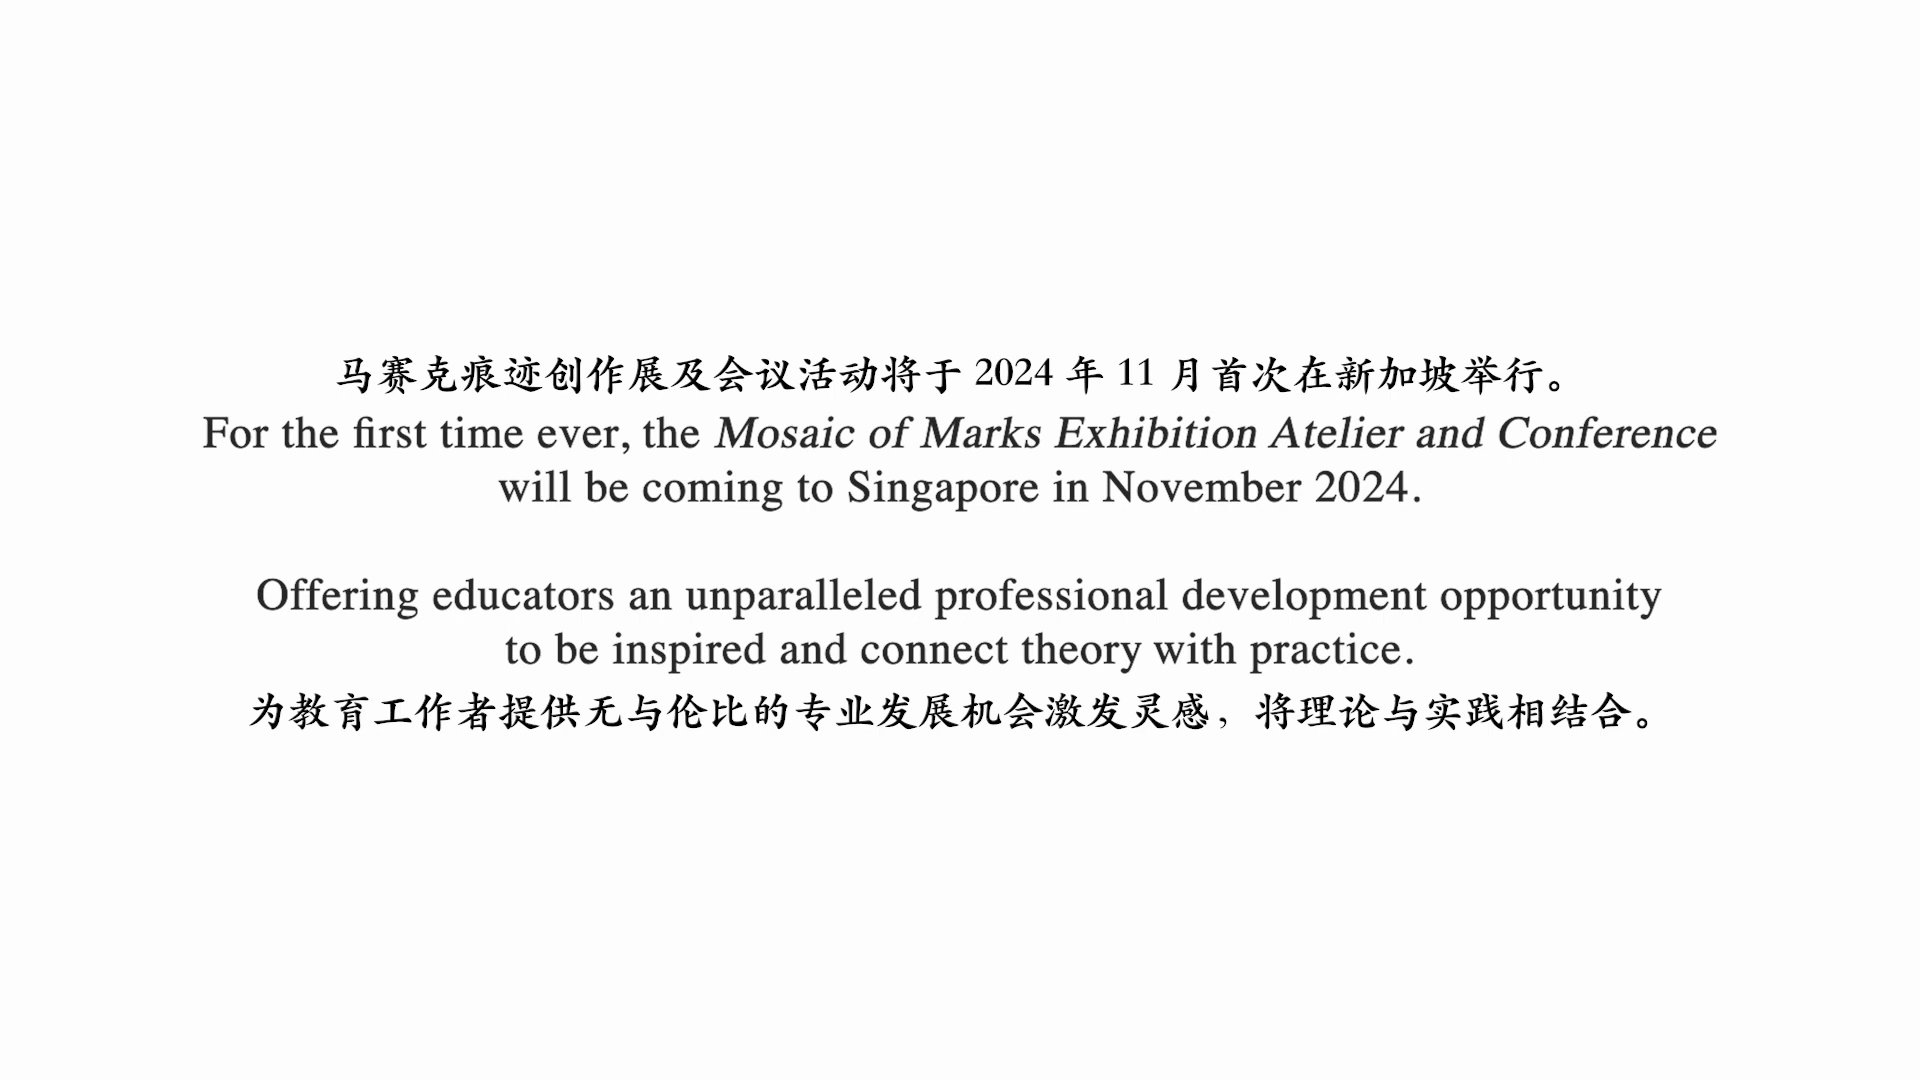 马赛克痕迹创作展及会议活动将于 2024 年 11 月首次在新加坡举行。
For the first time ever, the Mosaic of Marks Exhibition Atelier and Conference
will be coming to Singapore in November 2024.
Offering educators an unparalleled professional development opportunity
to be inspired and connect theory with practice.
为教育工作者提供无与伦比的专业发展机会激发灵感，将理论与实践相结合。